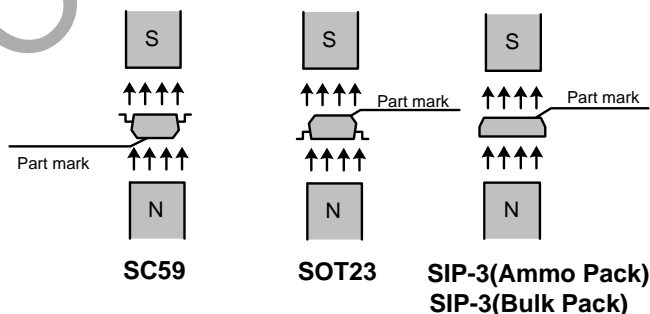 S
S
S
Part mark
Part mark
Part mark
N
N
N
SC59
SOT23
SIP-3(Ammo Pack)
SIP-3(Bulk Pack)